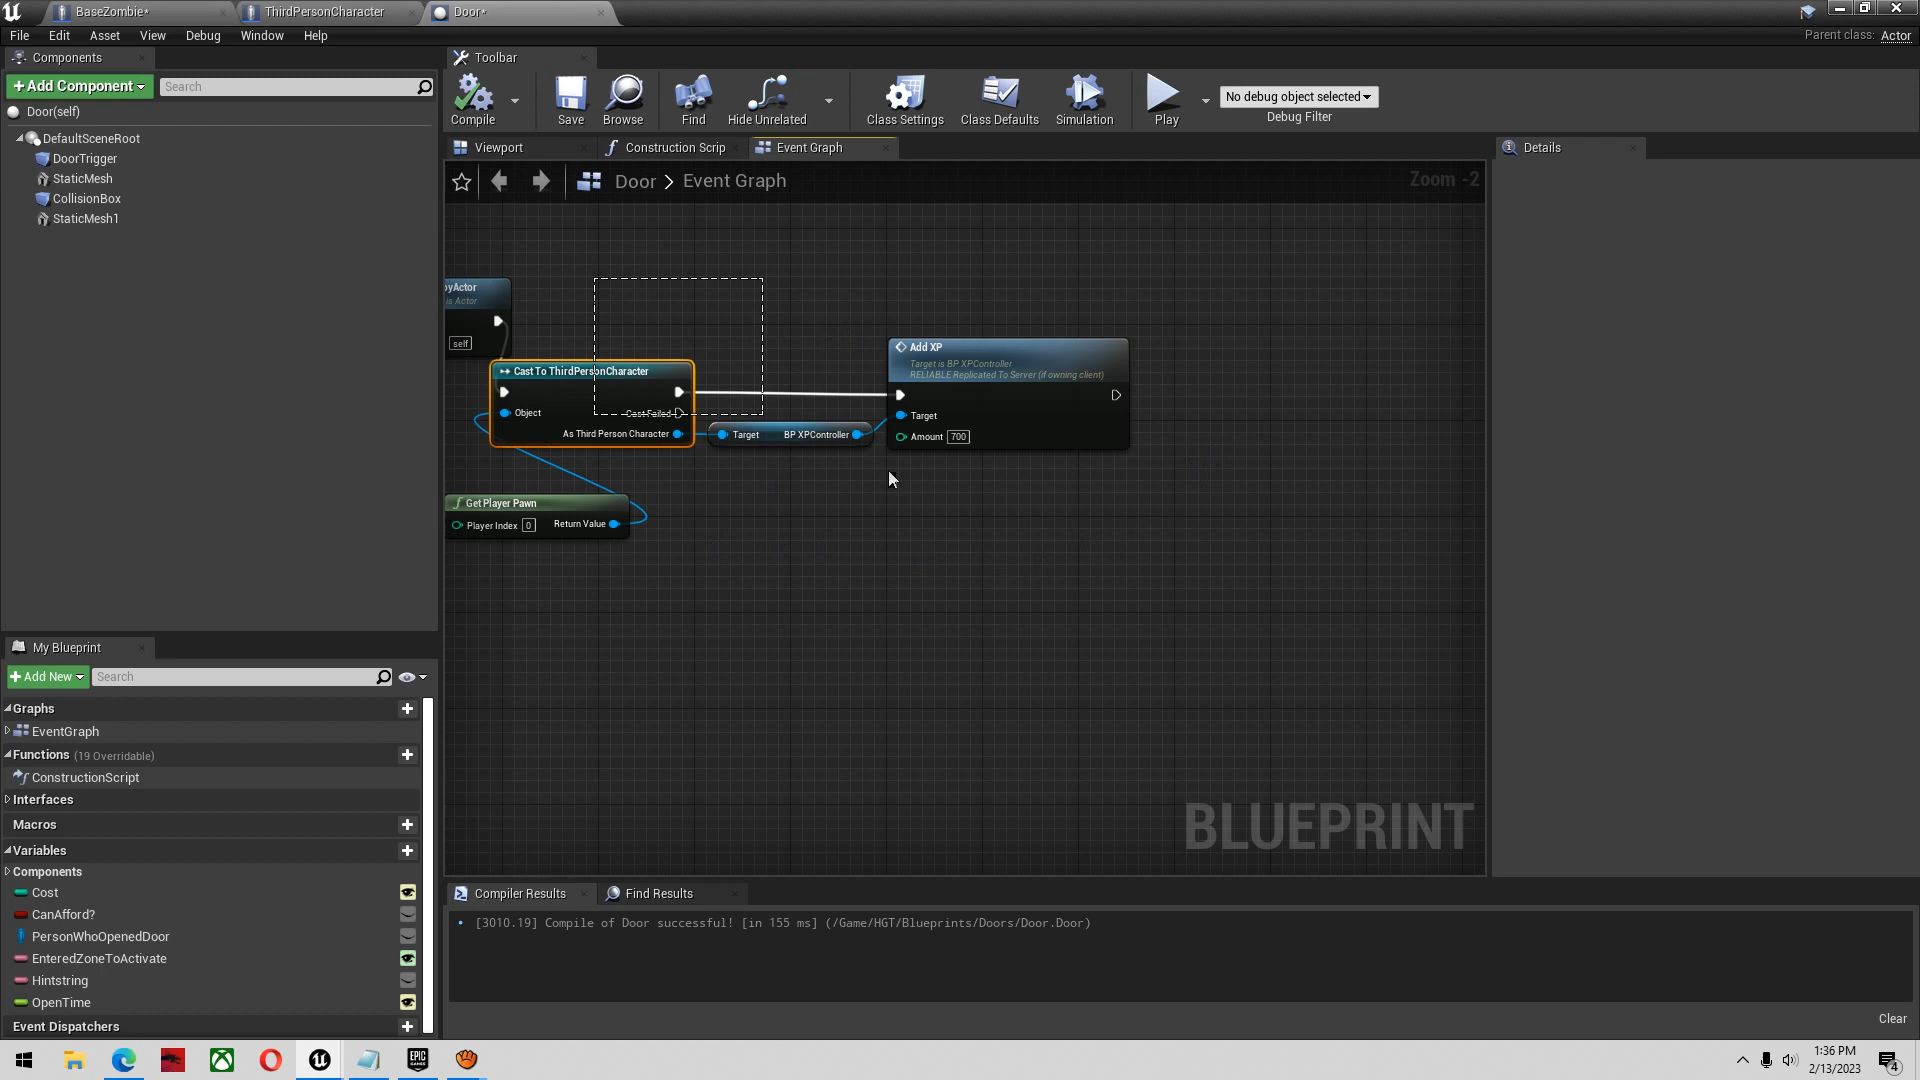 BaseZombie*
ThirdPersonCharacter
Door*
File Edit Asset View Debug Window Help
Parent class: Actor
Components
Toolbar
+Add Component
Search
Compile
Save
Browse
Find
Hide Unrelated
Class Settings
Class Defaults
Simulation
Play
No debug object selected
Debug Filter
Door(self)
DefaultSceneRoot
DoorTrigger
StaticMesh
CollisionBox
StaticMesh1
Viewport
Construction Scrip
Event Graph
Details
Door > Event Graph
Zoom -2
yActor
is Actor
self
Cast To ThirdPersonCharacter
Object
Cast Failed
As Third Person Character
Target BP XPController
Add XP
Target is BP XPController
RELIABLE Replicated To Server (if owning client)
Target
Amount 700
Get Player Pawn
Player Index 0 Return Value
BLUEPRINT
My Blueprint
+Add New
Search
Graphs
EventGraph
Functions (19 Overridable)
ConstructionScript
Interfaces
Macros
Variables
Components
Cost
CanAfford?
PersonWhoOpenedDoor
EnteredZoneToActivate
Hintstring
OpenTime
Event Dispatchers
Compiler Results
Find Results
[3010.19] Compile of Door successful! [in 155 ms] (/Game/HGT/Blueprints/Doors/Door.Door)
Clear
EPIC
GAMES
1:36 PM
2/13/2023
4